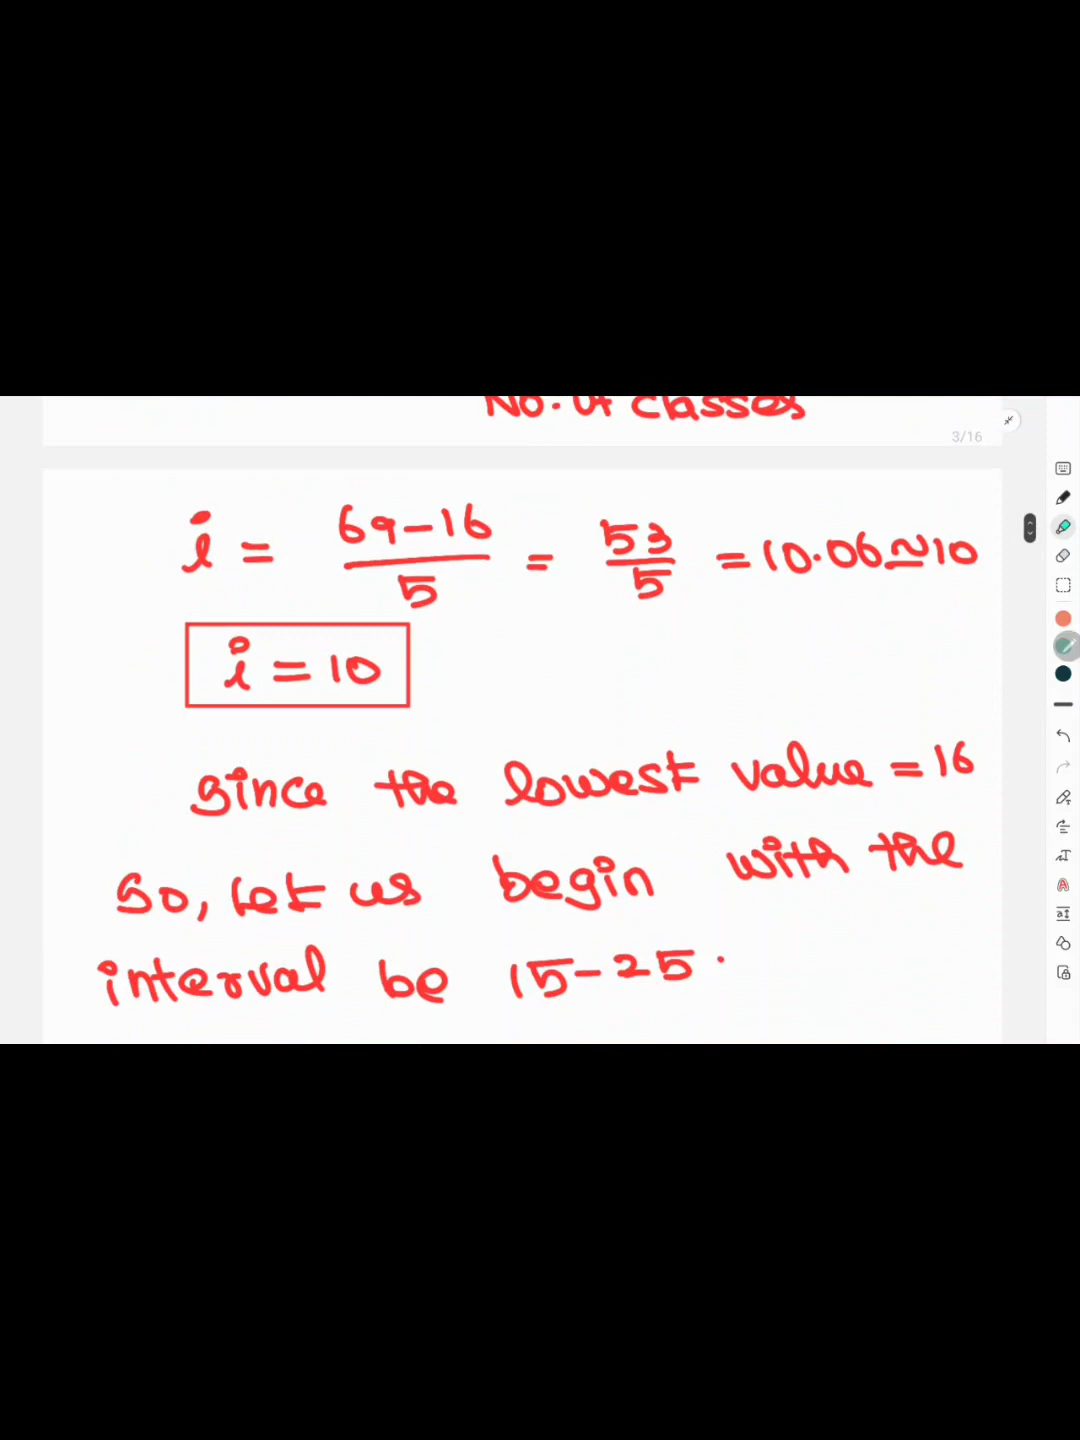 No. of classes
3/16
i = 69-16/5 = 53/5 = 10.06≃10
i = 10
since the lowest value = 16
So, Let us begin with the
interval be 15-25.